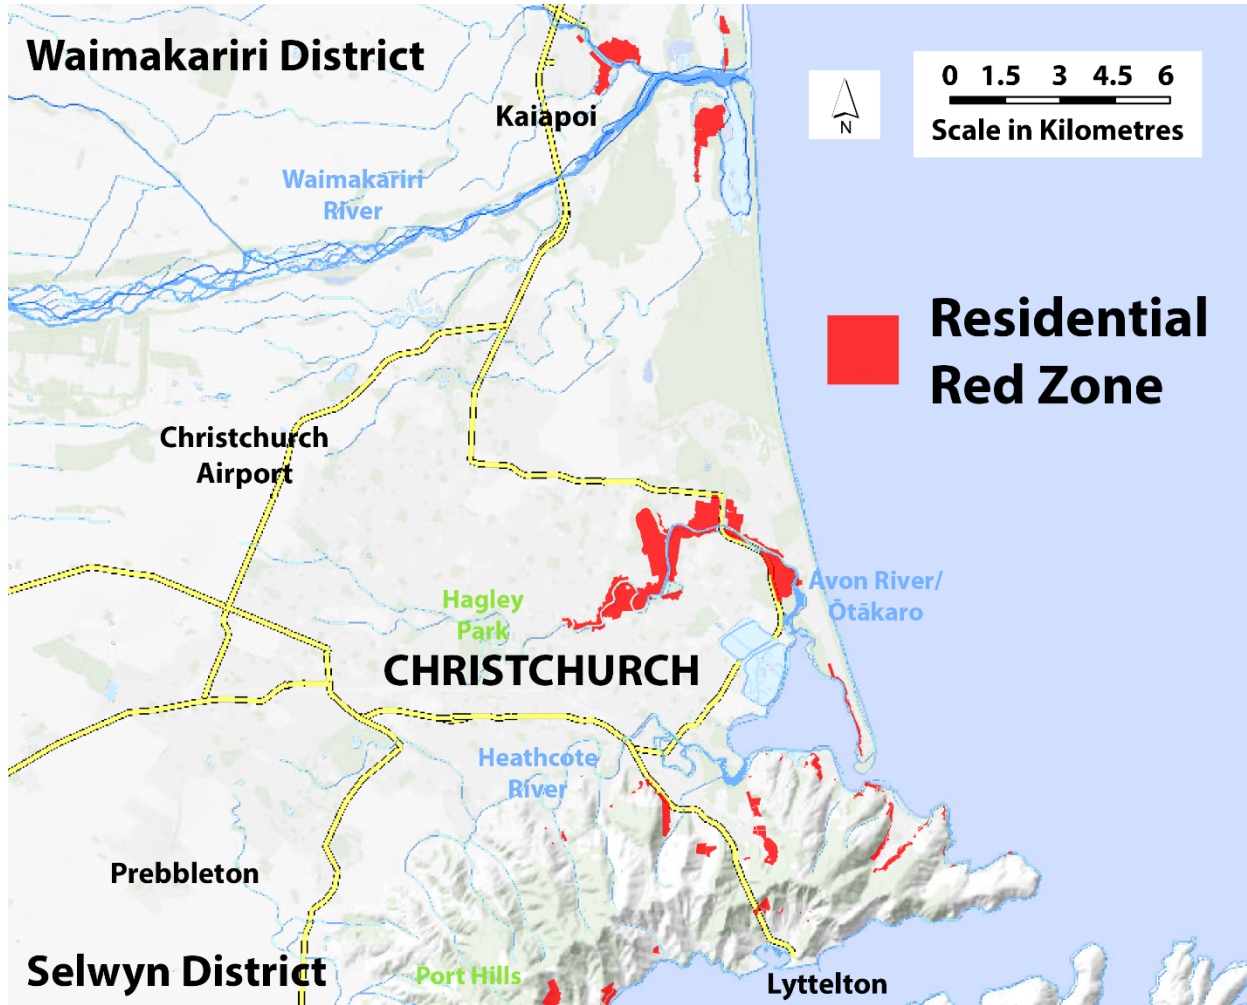 Waimakariri District
Kaiapoi
Waimakariri
River
N
0 1.5 3 4.5 6
Scale in Kilometres
Residential
Red Zone
Christchurch
Airport
Hagley
Park
Avon River/
Ōtākaro
CHRISTCHURCH
Heathcote
River
Prebbleton
Selwyn District
Port Hills
Lyttelton